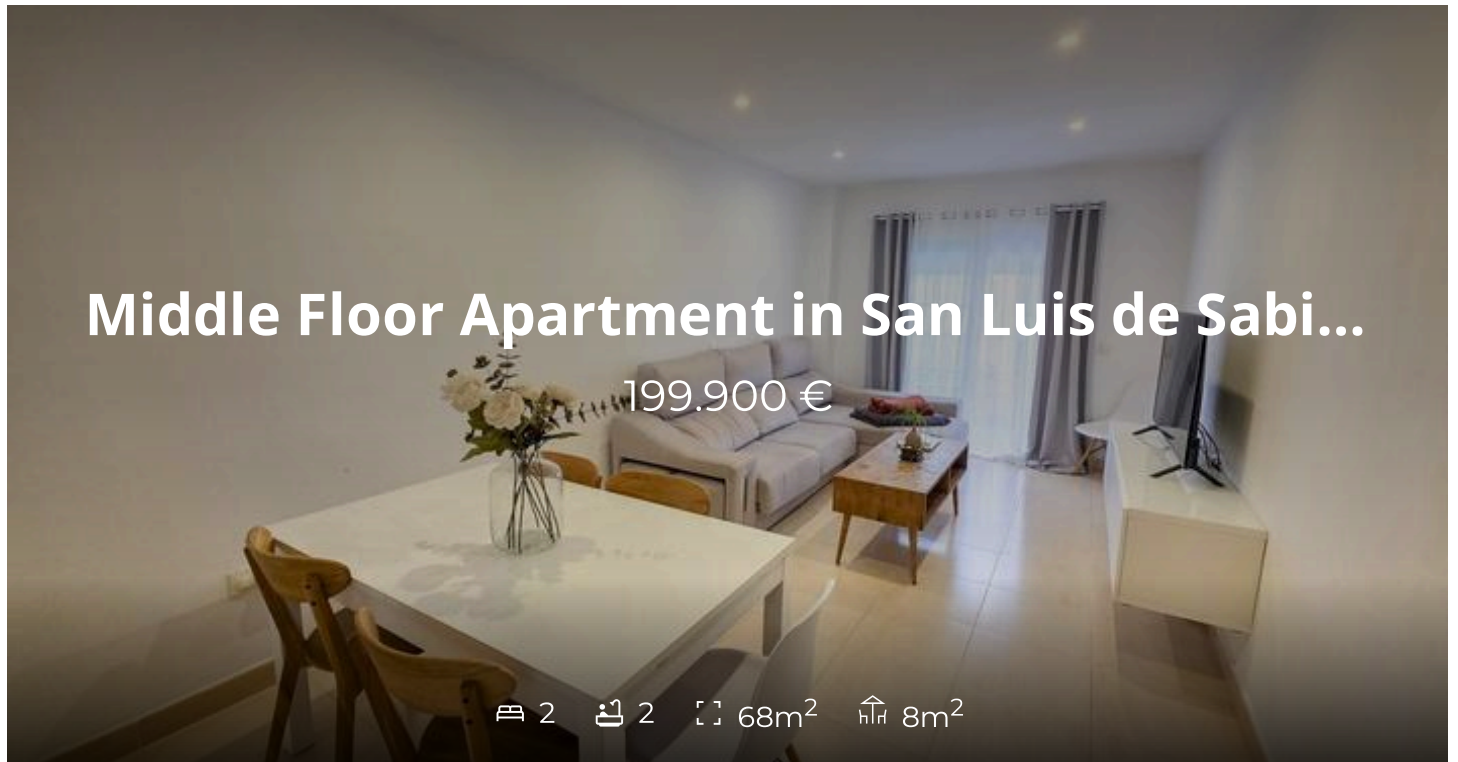 Middle Floor Apartment in San Luis de Sabi...
199.900 €
2 2 68m² 8m²